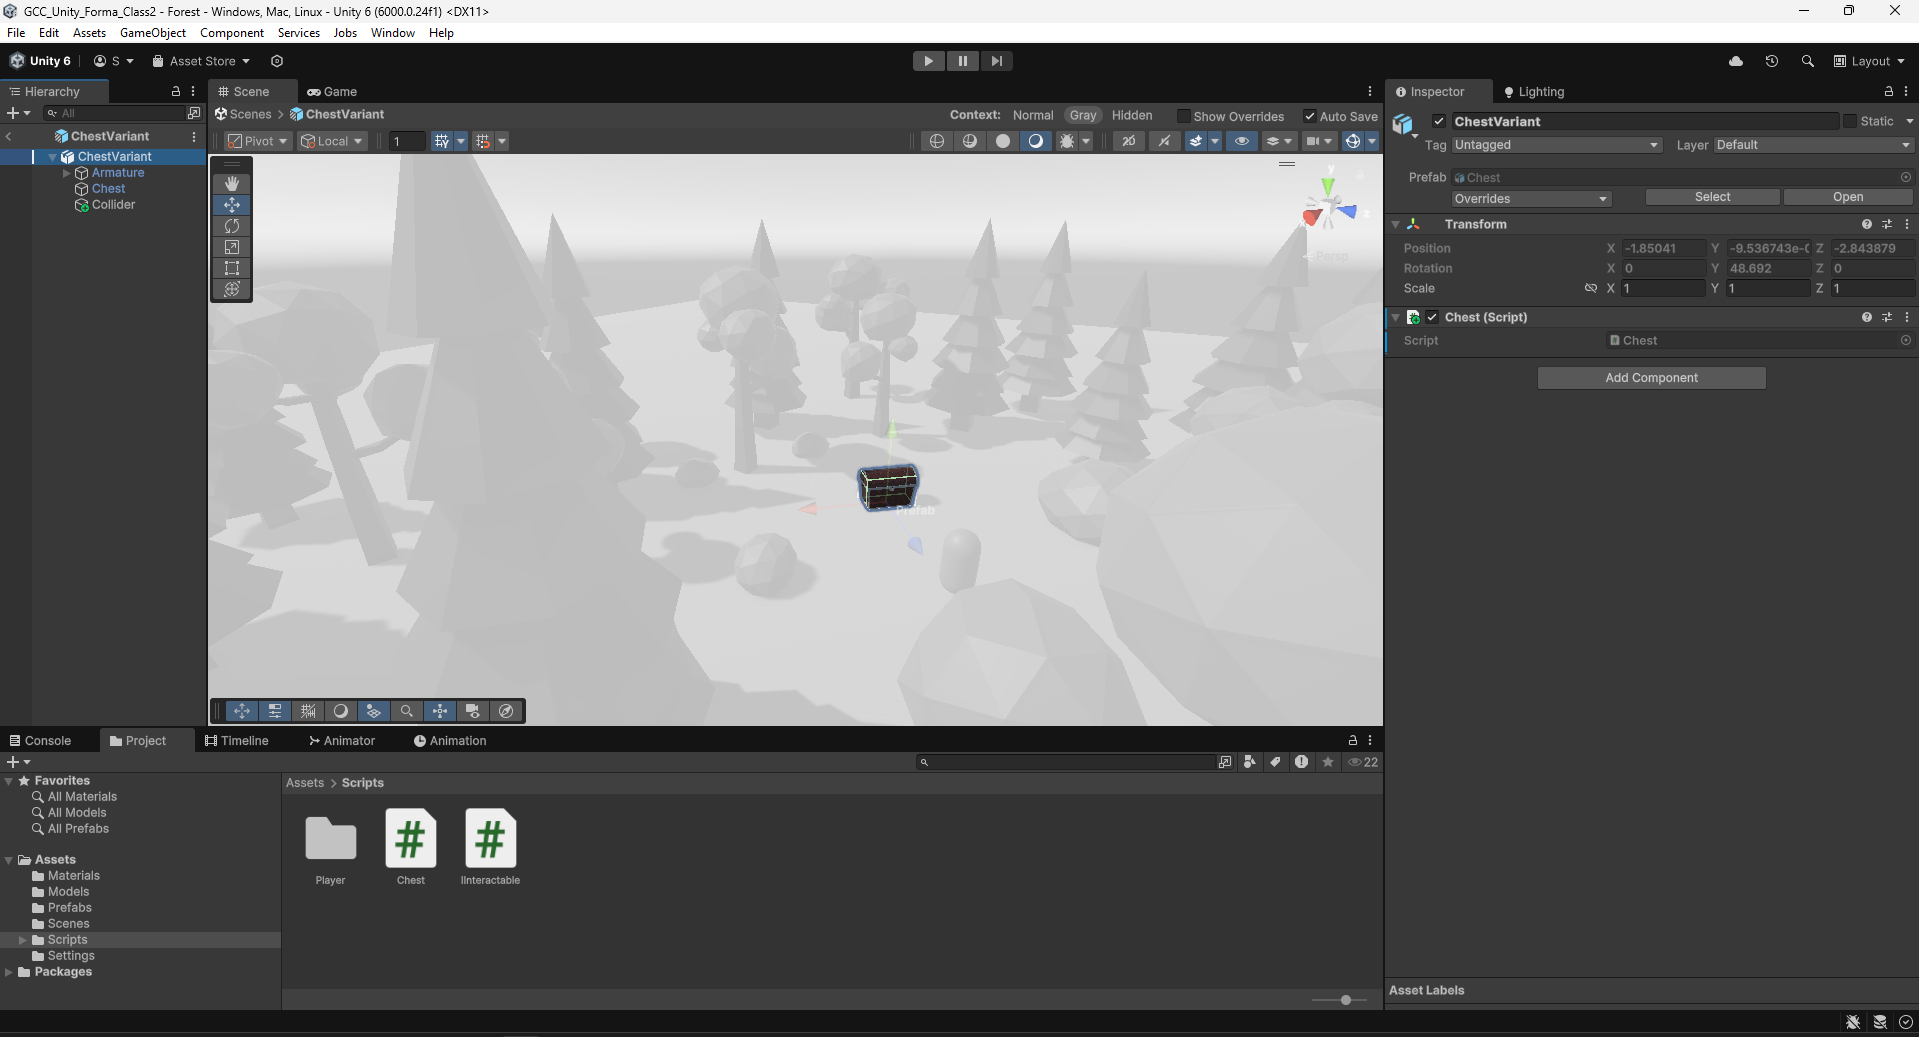 GCC_Unity_Forma_Class2 - Forest - Windows, Mac, Linux - Unity 6 (6000.0.24f1) <DX11>
File Edit Assets GameObject Component Services Jobs Window Help
Unity 6 S Asset Store Layout
Hierarchy
All
ChestVariant
ChestVariant
Armature
Chest
Collider
Scene Game
Scenes > ChestVariant
Context: Normal Gray Hidden Show Overrides Auto Save
Pivot Local 1 2D
y
z
Persp
Prefab
Inspector Lighting
ChestVariant Static
Tag Untagged Layer Default
Prefab Chest
Overrides Select Open
Transform
Position X -1.85041 Y -9.536743e-( Z -2.843879
Rotation X 0 Y 48.692 Z 0
Scale X 1 Y 1 Z 1
Chest (Script)
Script Chest
Add Component
Asset Labels
Console Project Timeline Animator Animation
22
Favorites
All Materials
All Models
All Prefabs
Assets
Materials
Models
Prefabs
Scenes
Scripts
Settings
Packages
Assets > Scripts
Player Chest IInteractable